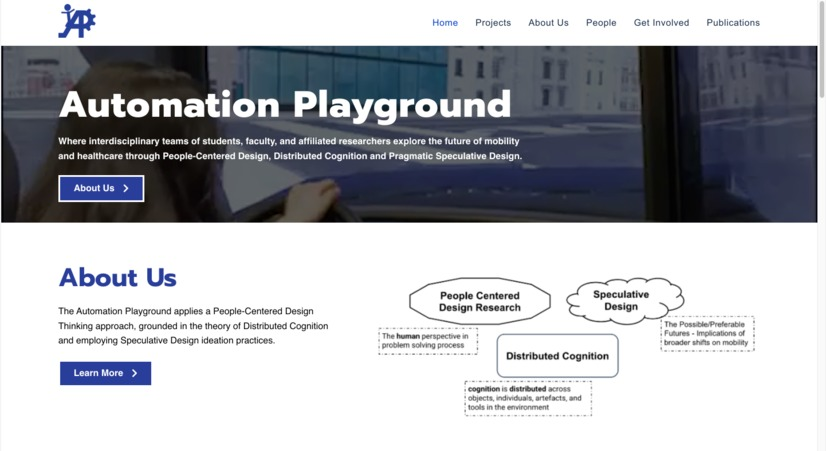 AP
Home Projects About Us People Get Involved Publications
Automation Playground
Where interdisciplinary teams of students, faculty, and affiliated researchers explore the future of mobility
and healthcare through People-Centered Design, Distributed Cognition and Pragmatic Speculative Design.
About Us
About Us
The Automation Playground applies a People-Centered Design
Thinking approach, grounded in the theory of Distributed Cognition
and employing Speculative Design ideation practices.
Learn More
People Centered
Design Research
The human perspective in
problem solving process
Speculative
Design
The Possible/Preferable
Futures - Implications of
broader shifts on mobility
Distributed Cognition
cognition is distributed across
objects, individuals, artefacts, and
tools in the environment